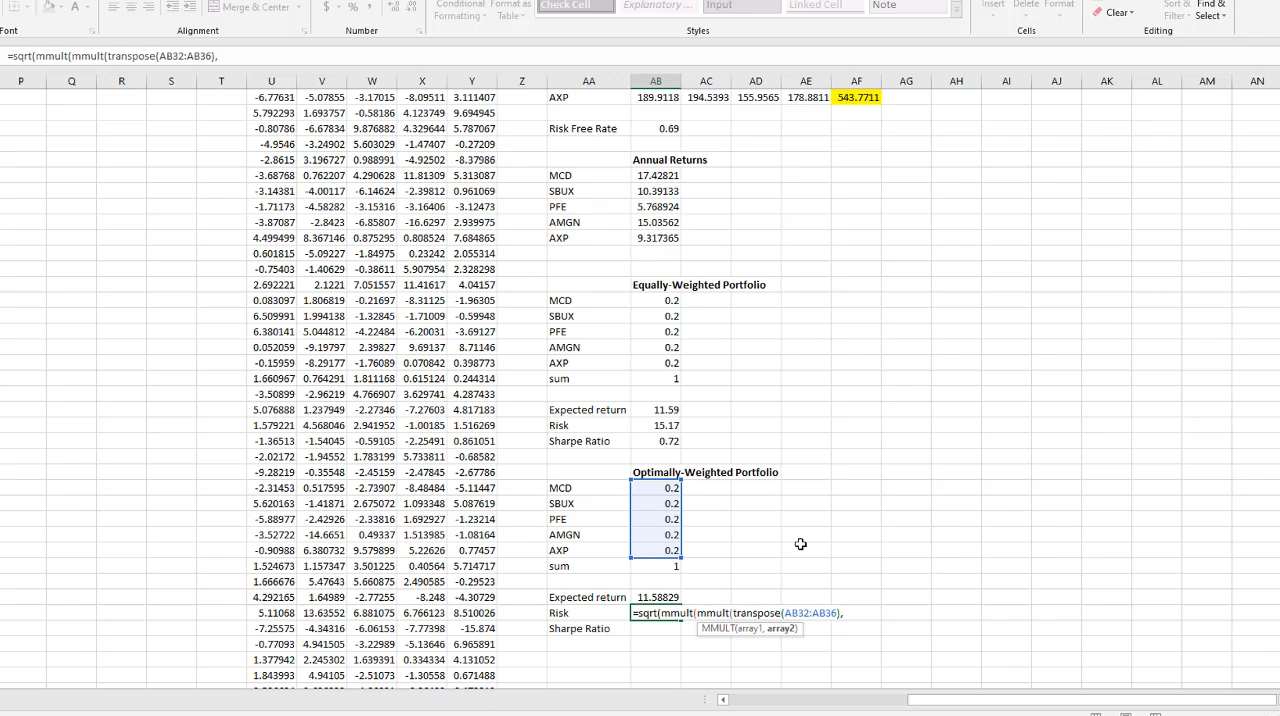 Merge & Center $ % , Conditional Format as Check Cell Explanatory ... Input Linked Cell Note Insert Delete Format Clear Sort & Find &
Formatting Table Filter Select
Font Alignment Number Styles Cells Editing
=sqrt(mmult(mmult(transpose(AB32:AB36),
P Q R S T U V W X Y Z AA AB AC AD AE AF AG AH AI AJ AK AL AM AN
-6.77631 -5.07855 -3.17015 -8.09511 3.111407 AXP 189.9118 194.5393 155.9565 178.8811 543.7711
5.792293 1.693757 -0.58186 4.123749 9.694945
-0.80786 -6.67834 9.876882 4.329644 5.787067 Risk Free Rate 0.69
-4.9546 -3.24902 5.603029 -1.47407 -0.27209
-2.8615 3.196727 0.988991 -4.92502 -8.37986 Annual Returns
-3.68768 0.762207 4.290628 11.81309 5.313087 MCD 17.42821
-3.14381 -4.00117 -6.14624 -2.39812 0.961069 SBUX 10.39133
-1.71173 -4.58282 -3.15316 -3.16406 -3.12473 PFE 5.768924
-3.87087 -2.8423 -6.85807 -16.6297 2.939975 AMGN 15.03562
4.499499 8.367146 0.875295 0.808524 7.684865 AXP 9.317365
0.601815 -5.09227 -1.84975 0.23242 2.055314
-0.75403 -1.40629 -0.38611 5.907954 2.328298
2.692221 2.1221 7.051557 11.41617 4.04157 Equally-Weighted Portfolio
0.083097 1.806819 -0.21697 -8.31125 -1.96305 MCD 0.2
6.509991 1.994138 -1.32845 -1.71009 -0.59948 SBUX 0.2
6.380141 5.044812 -4.22484 -6.20031 -3.69127 PFE 0.2
0.052059 -9.19797 2.39827 9.69137 8.71146 AMGN 0.2
-0.15959 -8.29177 -1.76089 0.070842 0.398773 AXP 0.2
1.660967 0.764291 1.811168 0.615124 0.244314 sum 1
-3.50899 -2.96219 4.766907 3.629741 4.287433
5.076888 1.237949 -2.27346 -7.27603 4.817183 Expected return 11.59
1.579221 4.568046 2.941952 -1.00185 1.516269 Risk 15.17
-1.36513 -1.54045 -0.59105 -2.25491 0.861051 Sharpe Ratio 0.72
-2.02172 -1.94552 1.783199 5.733811 -0.68582
-9.28219 -0.35548 -2.45159 -2.47845 -2.67786 Optimally-Weighted Portfolio
-2.31453 0.517595 -2.73907 -8.48484 -5.11447 MCD 0.2
5.620163 -1.41871 2.675072 1.093348 5.087619 SBUX 0.2
-5.88977 -2.42926 -2.33816 1.692927 -1.23214 PFE 0.2
-3.52722 -14.6651 0.49337 1.513985 -1.08164 AMGN 0.2
-0.90988 6.380732 9.579899 5.22626 0.77457 AXP 0.2
1.524673 1.157347 3.501225 0.40564 5.714717 sum 1
1.666676 5.47643 5.660875 2.490585 -0.29523
4.292165 1.64989 -2.77255 -8.248 -4.30729 Expected return 11.58829
5.11068 13.63552 6.881075 6.766123 8.510026 Risk =sqrt(mmult(mmult(transpose(AB32:AB36),
-7.25575 -4.34316 -6.06153 -7.77398 -15.874 Sharpe Ratio MMULT(array1, array2)
-0.77093 4.941505 -3.22989 -5.13646 6.965891
1.377942 2.245302 1.639391 0.334334 4.131052
1.843993 4.94105 -2.51073 -1.30558 0.671488